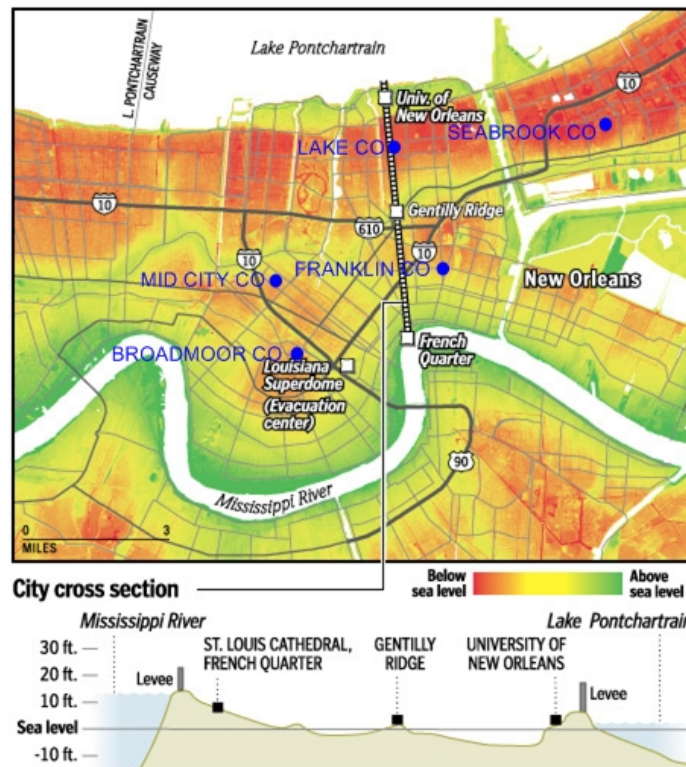 Lake Pontchartrain
L. PONTCHARTRAIN
CAUSEWAY
10
Univ. of
New Orleans
SEABROOK CO
LAKE CO
10
Gentilly Ridge
610
10
10
FRANKLIN CO
MID CITY CO
New Orleans
BROADMOOR CO
French
Quarter
Louisiana
Superdome
(Evacuation
center)
90
Mississippi River
0 3
MILES
City cross section
Below
sea level
Above
sea level
Mississippi River
Lake Pontchartrain
30 ft.
20 ft.
10 ft.
Sea level
-10 ft.
Levee
ST. LOUIS CATHEDRAL,
FRENCH QUARTER
GENTILLY
RIDGE
UNIVERSITY OF
NEW ORLEANS
Levee